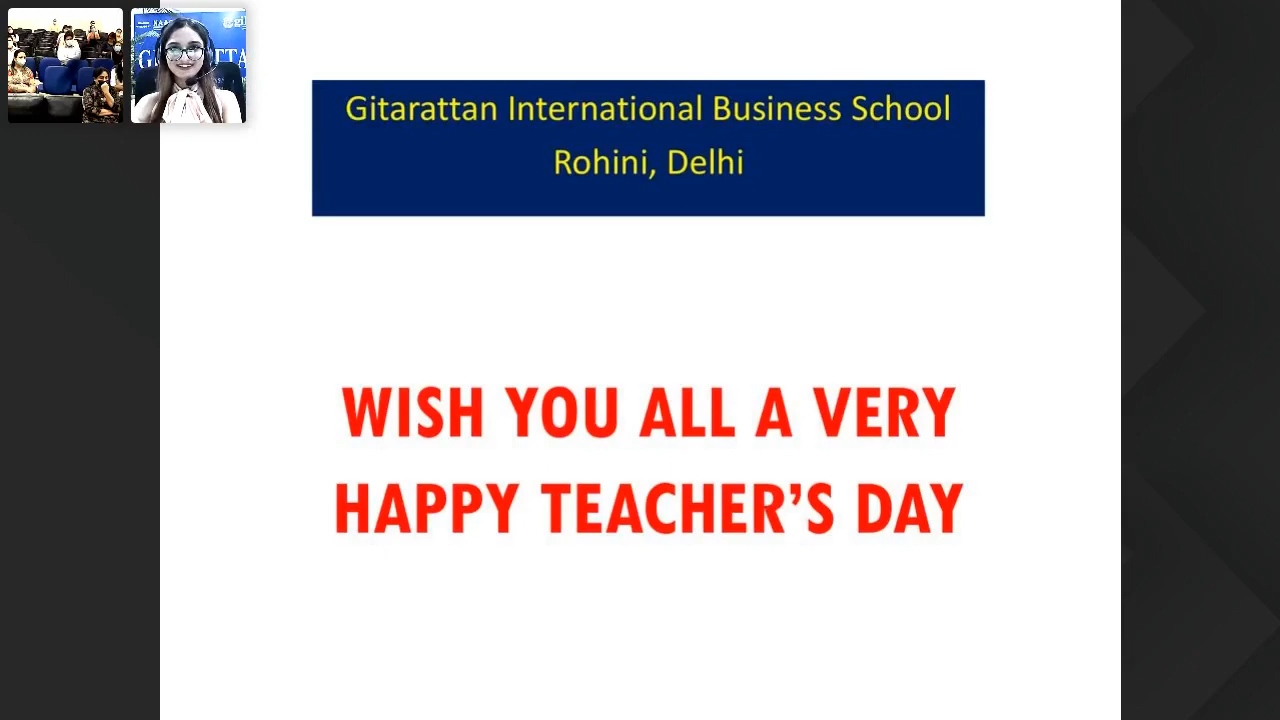 Gitarattan International Business School
Rohini, Delhi
WISH YOU ALL A VERY
HAPPY TEACHER’S DAY